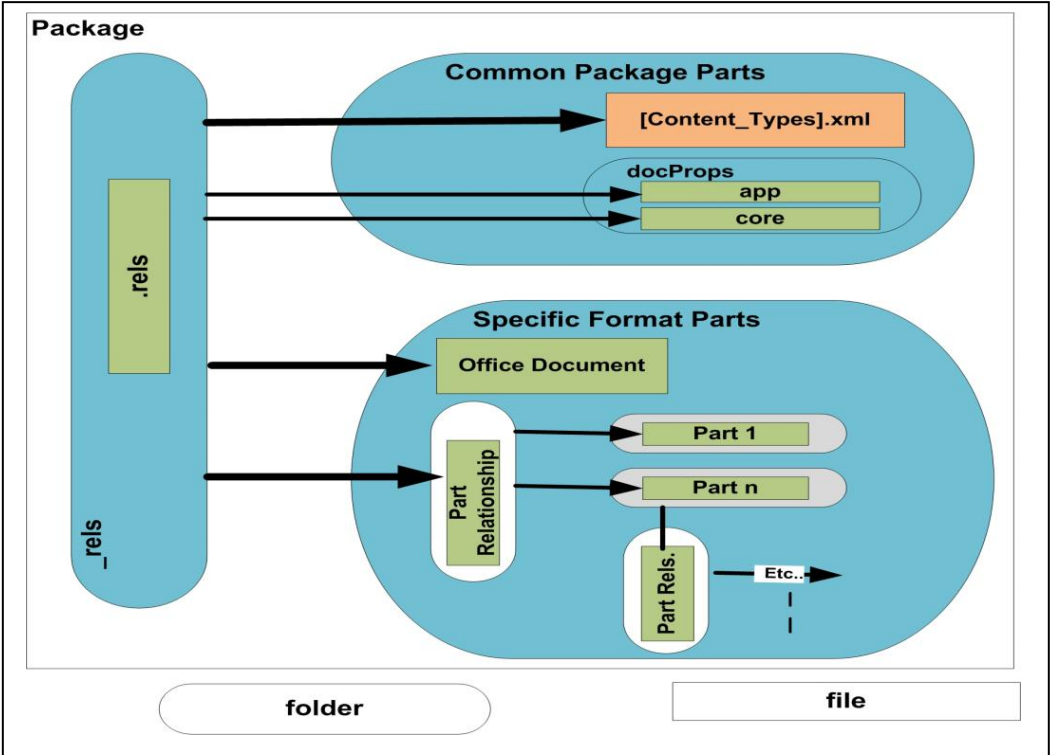 Package
Common Package Parts
[Content_Types].xml
docProps
app
core
.rels
_rels
Specific Format Parts
Office Document
Part
Relationship
Part 1
Part n
Part Rels.
Etc..
folder
file